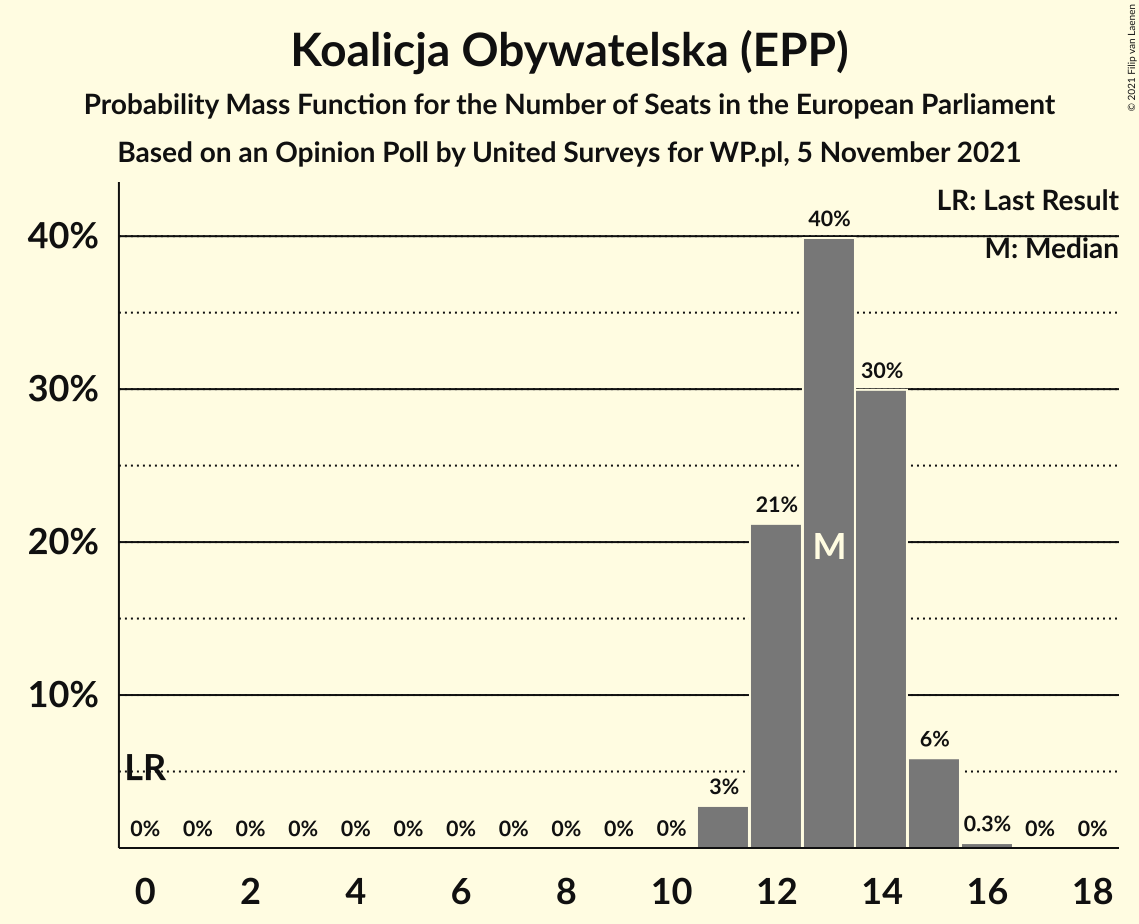 Koalicja Obywatelska (EPP)
Probability Mass Function for the Number of Seats in the European Parliament
Based on an Opinion Poll by United Surveys for WP.pl, 5 November 2021
© 2021 Filip van Laenen
LR: Last Result
M: Median
40%
30%
20%
10%
40%
30%
21%
M
LR
6%
3%
0% 0% 0% 0% 0% 0% 0% 0% 0% 0% 0% 0.3% 0% 0%
0 2 4 6 8 10 12 14 16 18